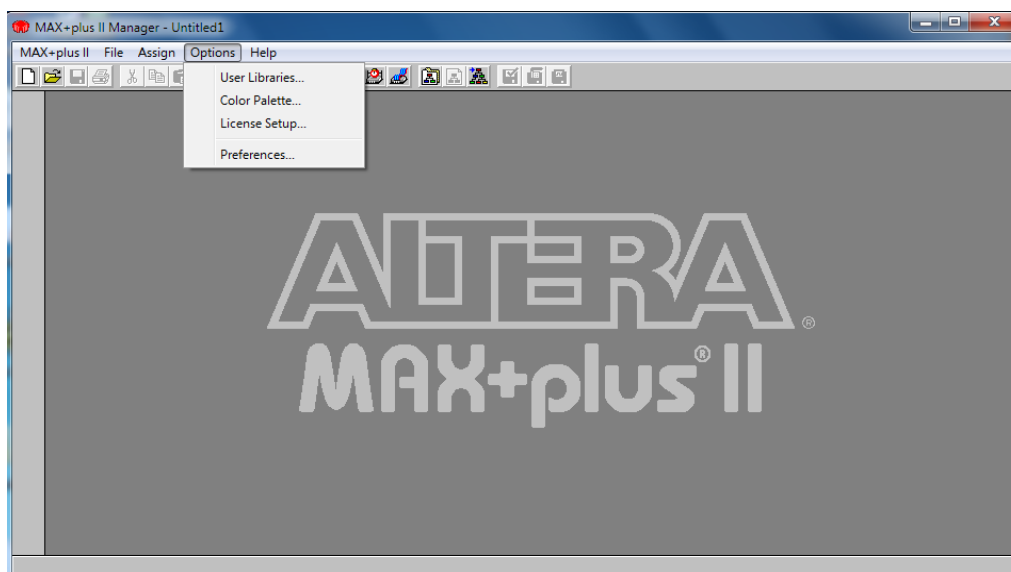 MAX+plus II Manager - Untitled1
MAX+plus II File Assign Options Help
User Libraries...
Color Palette...
License Setup...
Preferences...
ALTERA ®
MAX+plus® II